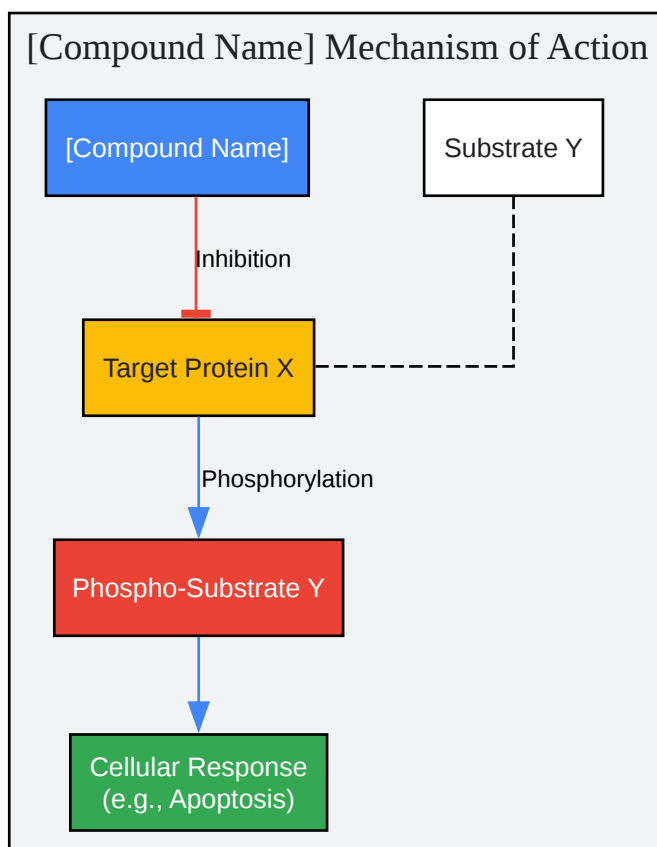 [Compound Name] Mechanism of Action
[Compound Name]
Substrate Y
Inhibition
Target Protein X
Phosphorylation
Phospho-Substrate Y
Cellular Response
(e.g., Apoptosis)